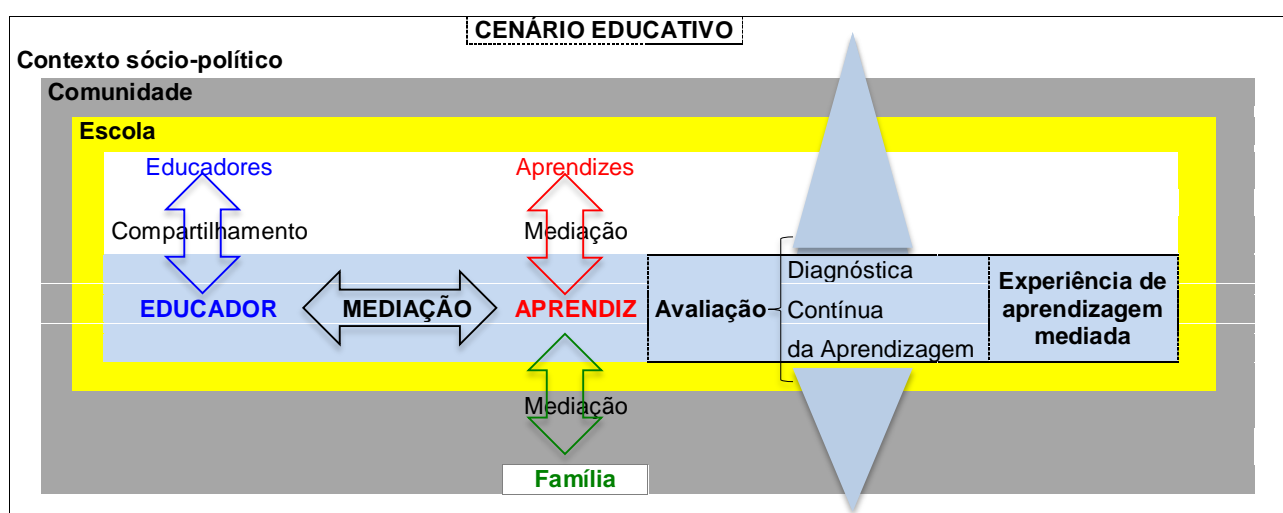 CENÁRIO EDUCATIVO
Contexto sócio-político
Comunidade
Escola
Educadores
Aprendizes
Compartilhamento
Mediação
EDUCADOR
MEDIAÇÃO
APRENDIZ
Avaliação
Diagnóstica
Contínua
da Aprendizagem
Experiência de
aprendizagem
mediada
Mediação
Família